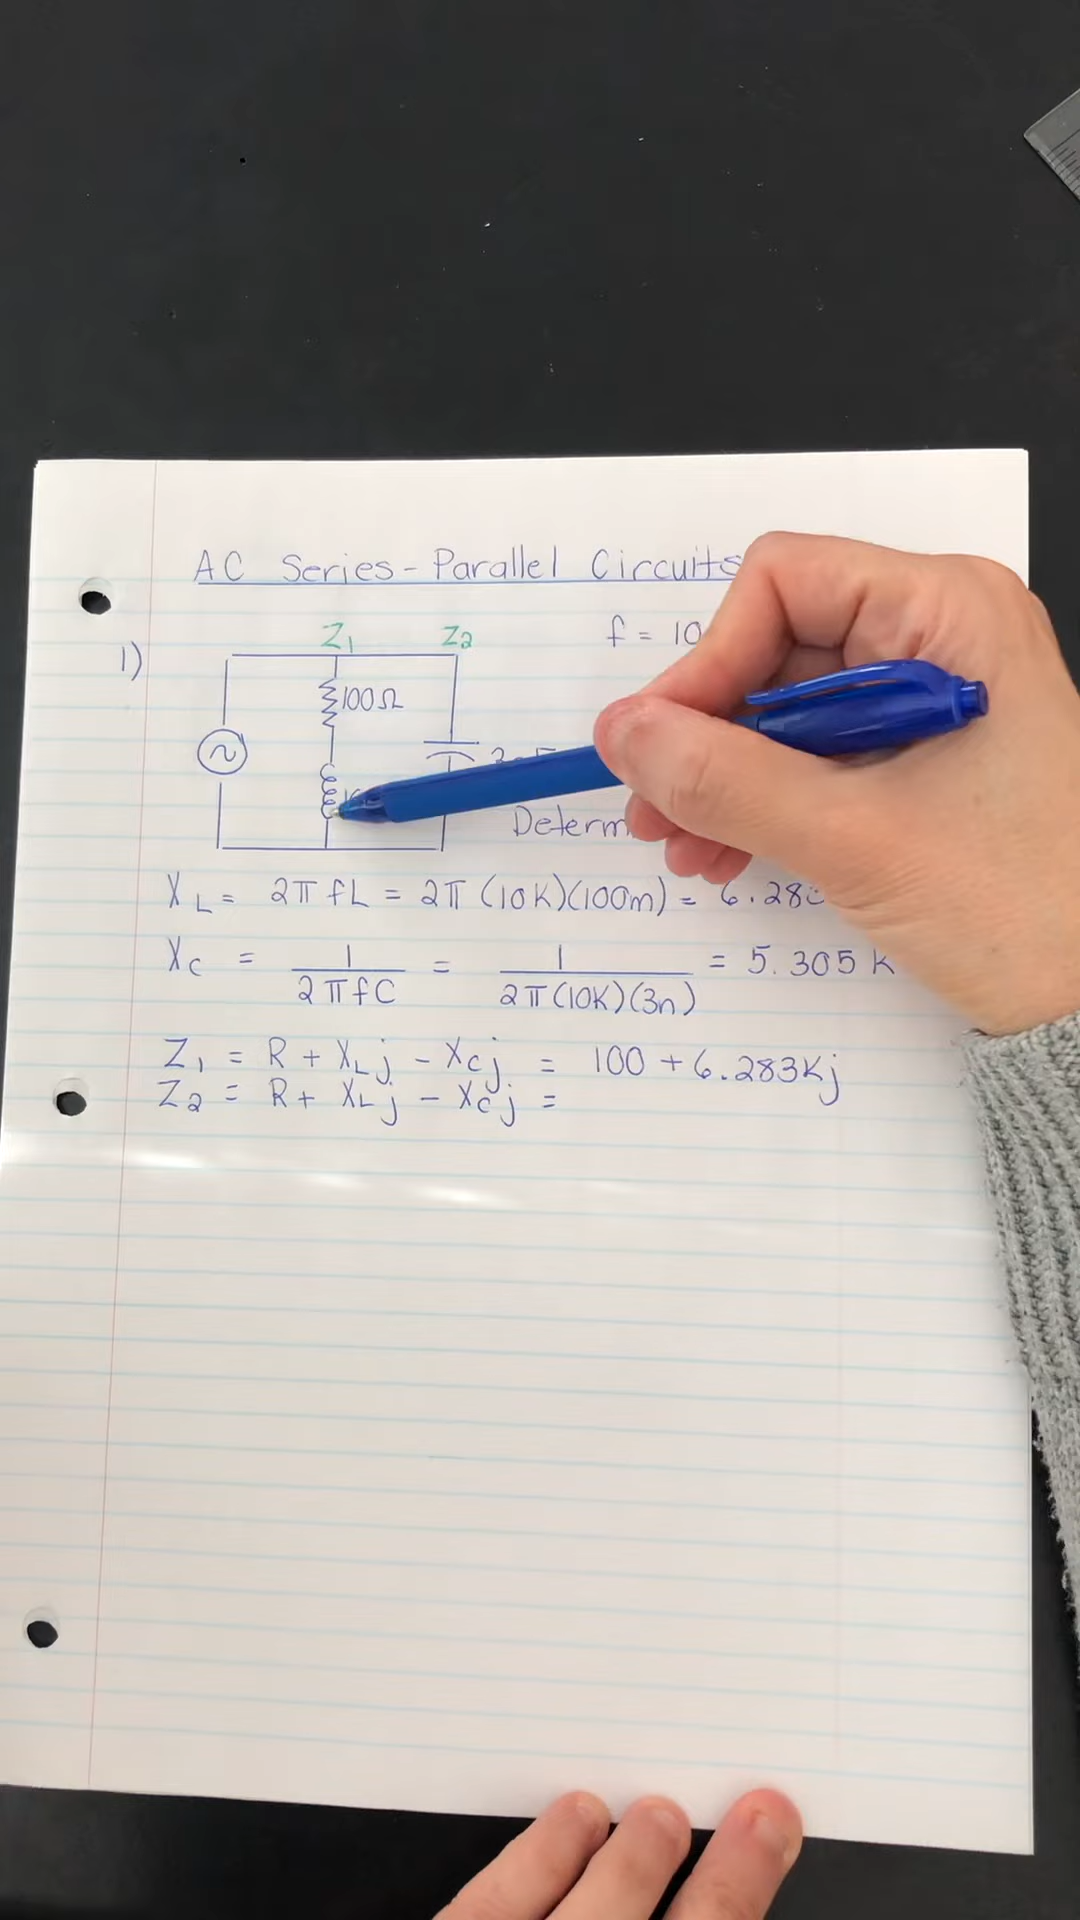 AC Series-Parallel Circuits
Z1 Z2
f = 10
1)
100Ω
Determ
XL = 2π fL = 2π (10K)(100m) = 6.28
Xc = 1/2πfC = 1/2π(10K)(3n) = 5.305 K
Z1 = R + XLj - Xcj = 100 + 6.283Kj
Z2 = R + XLj - Xcj =